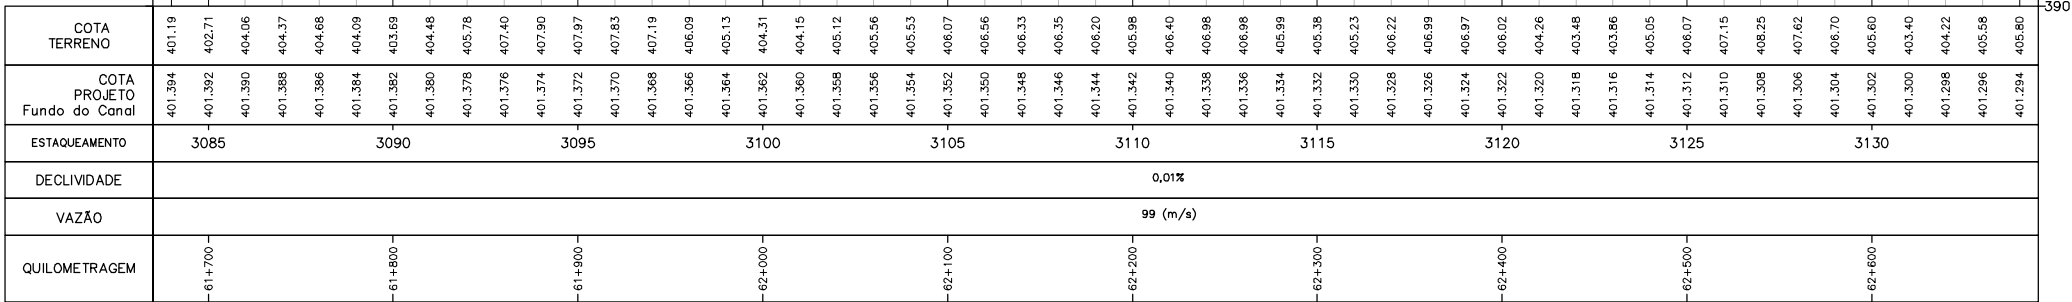 390
COTA
TERRENO
401.19 402.71 404.06 404.37 404.68 404.09 403.69 404.48 405.78 407.40 407.90 407.97 407.83 407.19 406.09 405.13 404.31 404.15 405.12 405.56 405.53 406.07 406.56 406.33 406.35 406.20 405.98 406.40 406.98 406.98 405.99 405.38 405.23 406.22 406.99 406.97 406.02 404.26 403.48 403.86 405.05 406.07 407.15 408.25 407.62 406.70 405.60 403.40 404.22 405.58 405.80
COTA
PROJETO
Fundo do Canal
401.394 401.392 401.390 401.388 401.386 401.384 401.382 401.380 401.378 401.376 401.374 401.372 401.370 401.368 401.366 401.364 401.362 401.360 401.358 401.356 401.354 401.352 401.350 401.348 401.346 401.344 401.342 401.340 401.338 401.336 401.334 401.332 401.330 401.328 401.326 401.324 401.322 401.320 401.318 401.316 401.314 401.312 401.310 401.308 401.306 401.304 401.302 401.300 401.298 401.296 401.294
ESTAQUEAMENTO 3085 3090 3095 3100 3105 3110 3115 3120 3125 3130
DECLIVIDADE 0,01%
VAZÃO 99 (m/s)
QUILOMETRAGEM 61+700 61+800 61+900 62+000 62+100 62+200 62+300 62+400 62+500 62+600